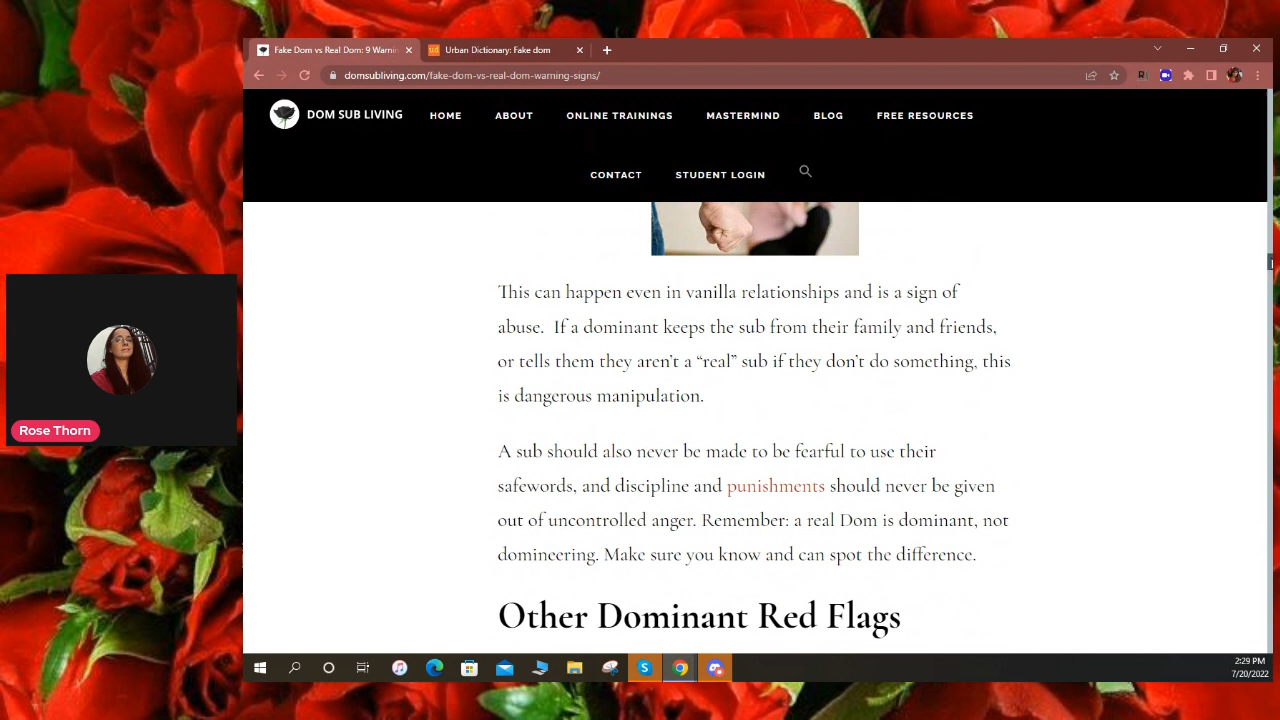 Fake Dom vs Real Dom: 9 Warnin
Urban Dictionary: Fake dom
domsubliving.com/fake-dom-vs-real-dom-warning-signs/
DOM SUB LIVING
HOME
ABOUT
ONLINE TRAININGS
MASTERMIND
BLOG
FREE RESOURCES
CONTACT
STUDENT LOGIN
This can happen even in vanilla relationships and is a sign of
abuse. If a dominant keeps the sub from their family and friends,
or tells them they aren't a “real” sub if they don't do something, this
is dangerous manipulation.
A sub should also never be made to be fearful to use their
safewords, and discipline and punishments should never be given
out of uncontrolled anger. Remember: a real Dom is dominant, not
domineering. Make sure you know and can spot the difference.
Other Dominant Red Flags
Rose Thorn
2:29 PM
7/20/2022